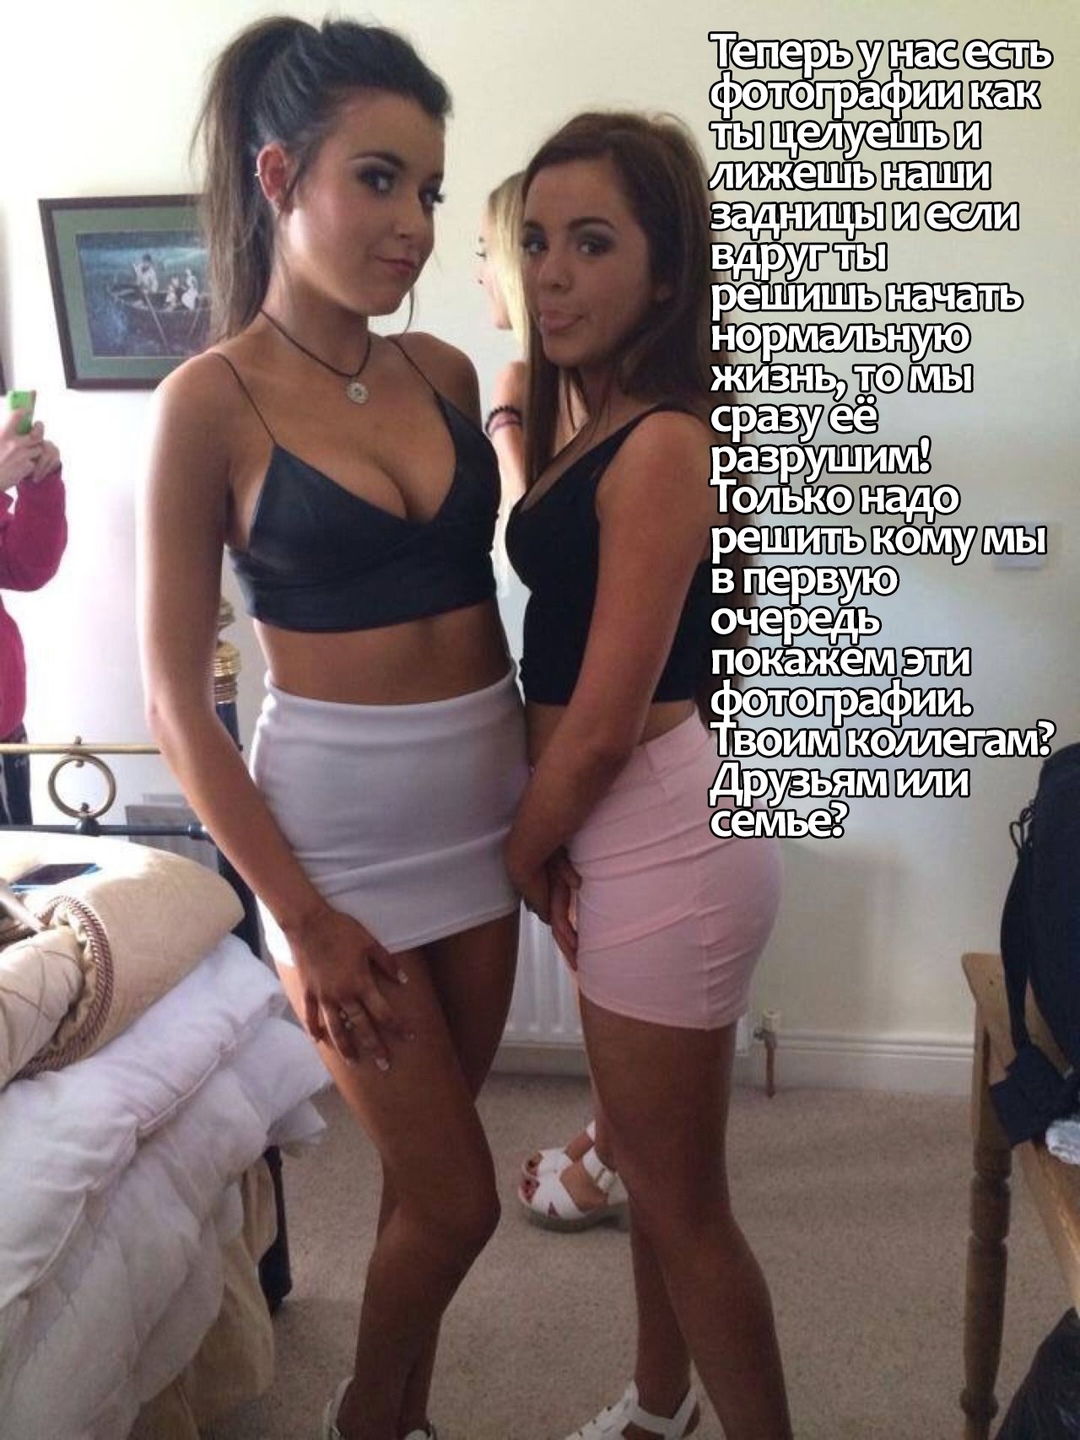 Теперь у нас есть
фотографии как
ты целуешь и
лижешь наши
задницы и если
вдруг ты
решишь начать
нормальную
жизнь, то мы
сразу её
разрушим!
Только надо
решить кому мы
в первую
очередь
покажем эти
фотографии.
Твоим коллегам?
Друзьям или
семье?